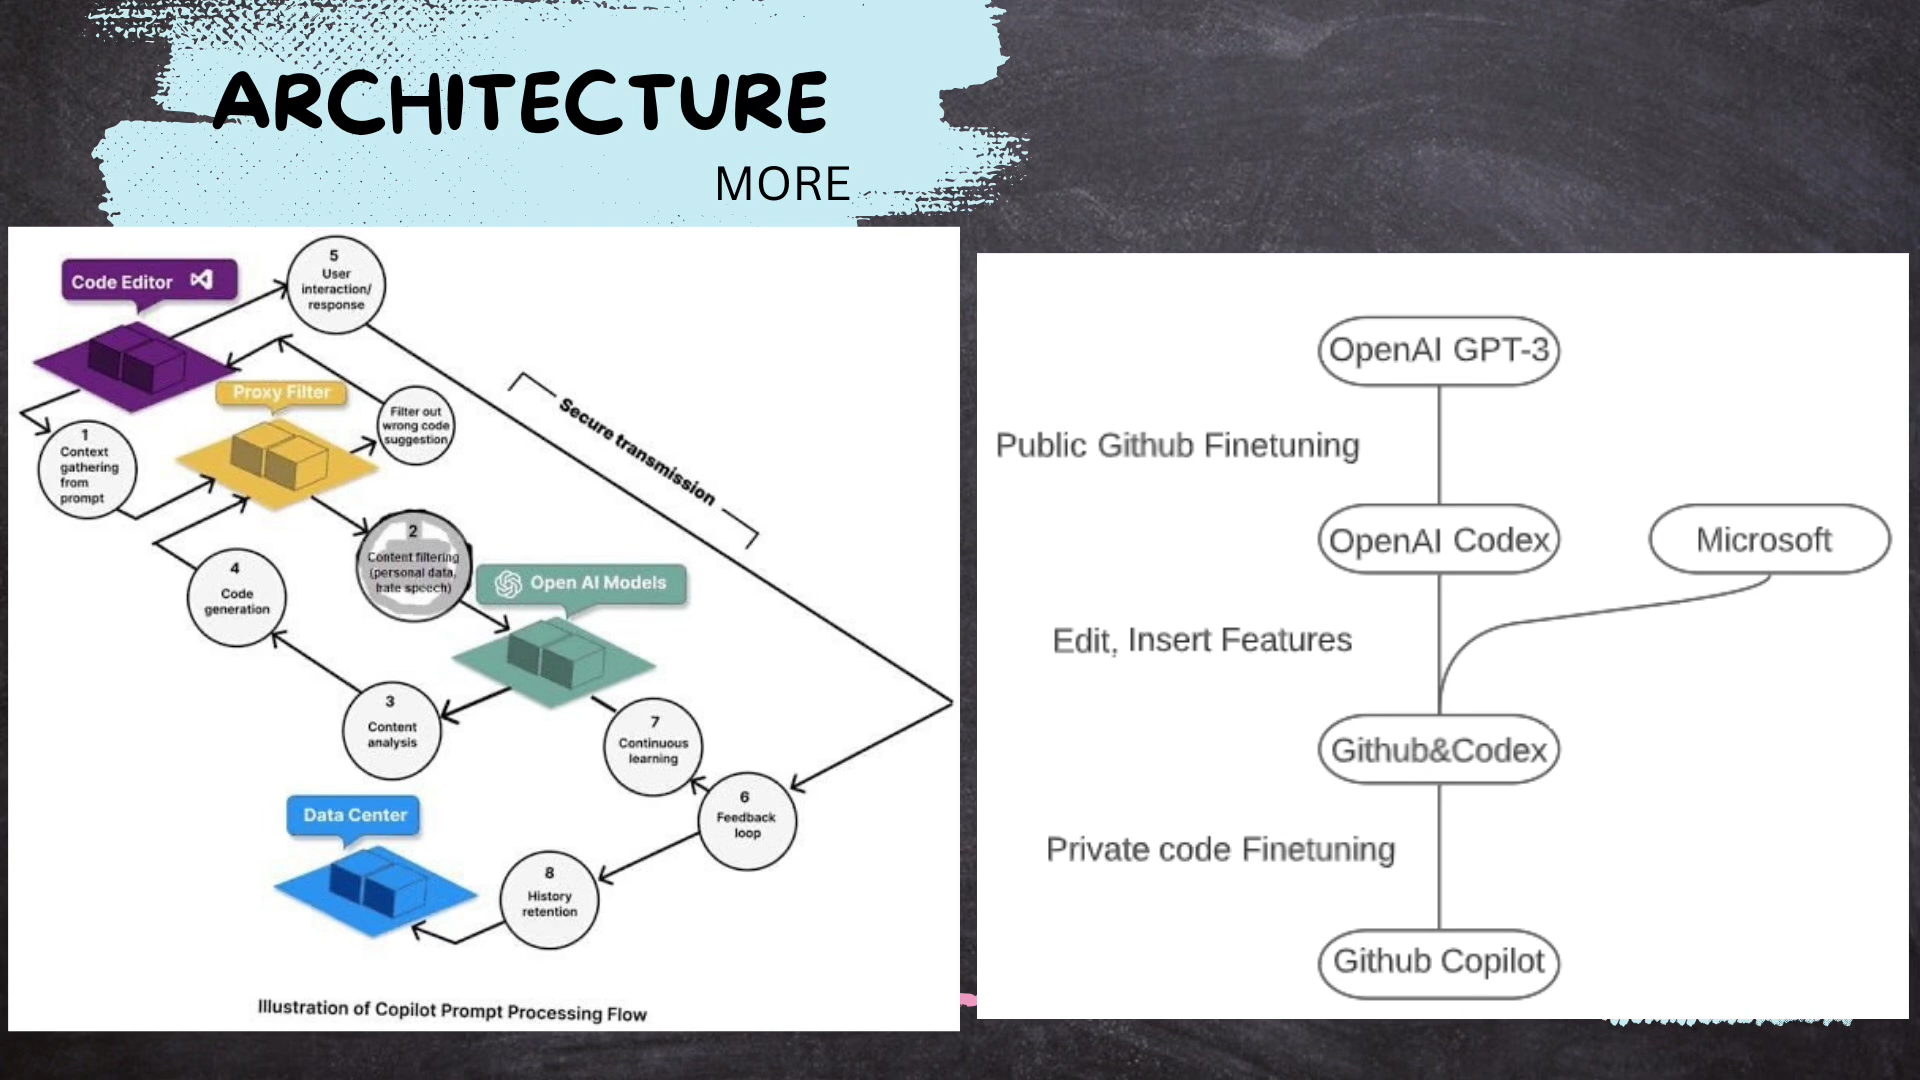 ARCHITECTURE
MORE
Code Editor
5
User
interaction/
response
Proxy Filter
Filter out
wrong code
suggestion
Secure transmission
1
Context
gathering
from
prompt
2
Content filtering
(personal data,
hate speech)
Open AI Models
4
Code
generation
3
Content
analysis
7
Continuous
learning
6
Feedback
loop
Data Center
8
History
retention
Illustration of Copilot Prompt Processing Flow
OpenAI GPT-3
Public Github Finetuning
OpenAI Codex
Microsoft
Edit, Insert Features
Github&Codex
Private code Finetuning
Github Copilot